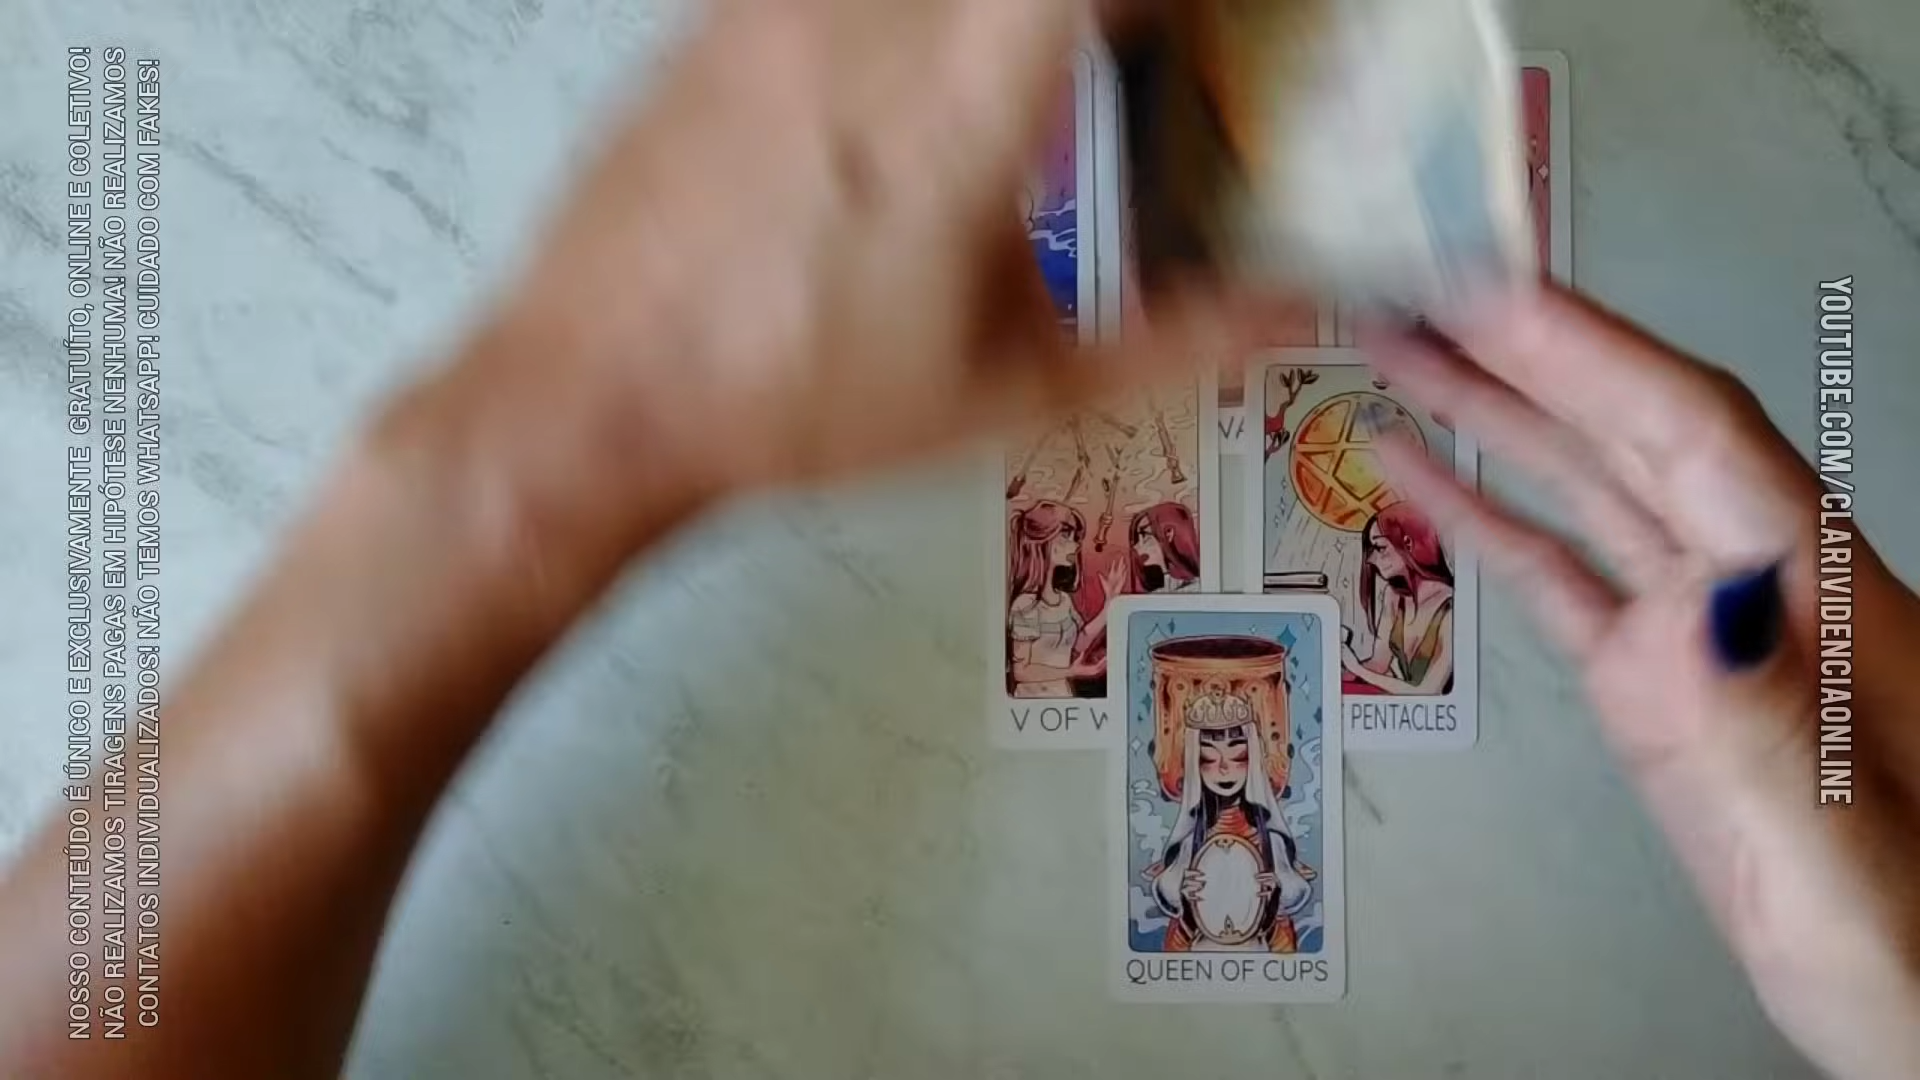 NOSSO CONTEÚDO É ÚNICO E EXCLUSIVAMENTE GRATUÍTO, ONLINE E COLETIVO!
NÃO REALIZAMOS TIRAGENS PAGAS EM HIPÓTESE NENHUMA! NÃO REALIZAMOS
CONTATOS INDIVIDUALIZADOS! NÃO TEMOS WHATSAPP! CUIDADO COM FAKES!
V OF W
PENTACLES
QUEEN OF CUPS
YOUTUBE.COM/CLARIVIDENCIAONLINE